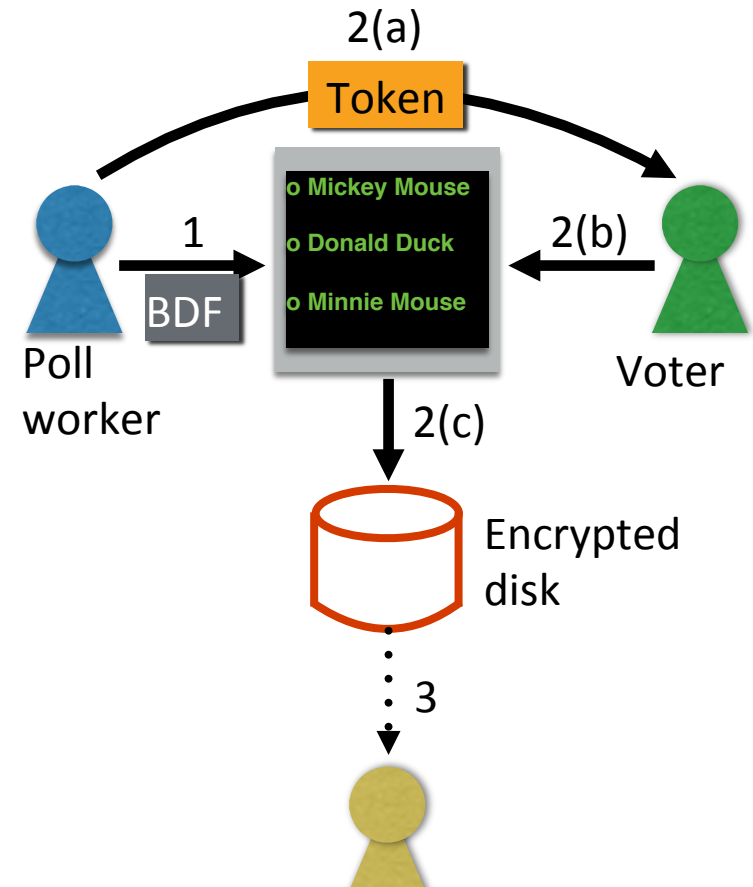 2(a)
Token
o Mickey Mouse
o Donald Duck
o Minnie Mouse
1
BDF
2(b)
Poll
worker
Voter
2(c)
Encrypted
disk
3